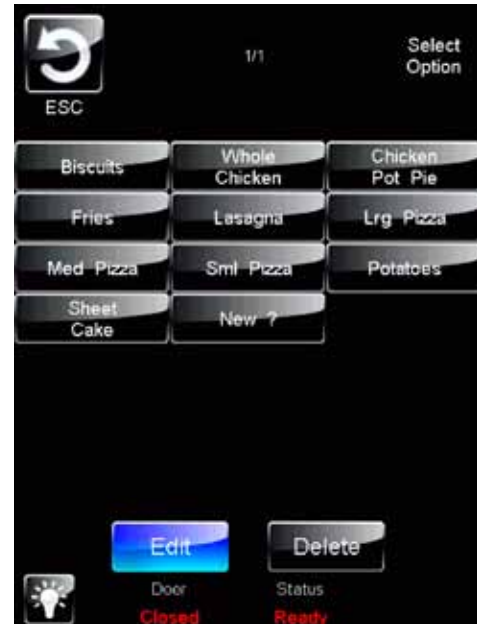 1/1
Select
Option
ESC
Biscuits
Whole
Chicken
Chicken
Pot Pie
Fries
Lasagna
Lrg Pizza
Med Pizza
Sml Pizza
Potatoes
Sheet
Cake
New ?
Edit
Delete
Door
Status
Closed
Ready